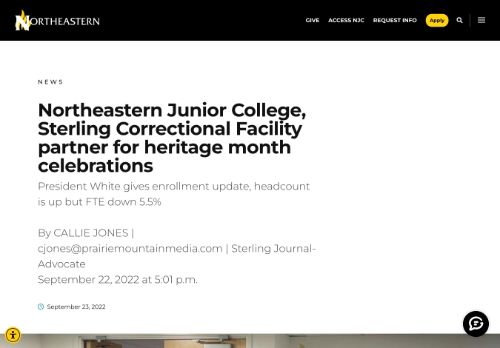 NORTHEASTERN
GIVE ACCESS NJC REQUEST INFO Apply
NEWS
Northeastern Junior College,
Sterling Correctional Facility
partner for heritage month
celebrations
President White gives enrollment update, headcount
is up but FTE down 5.5%
By CALLIE JONES |
cjones@prairiemountainmedia.com | Sterling Journal-
Advocate
September 22, 2022 at 5:01 p.m.
September 23, 2022